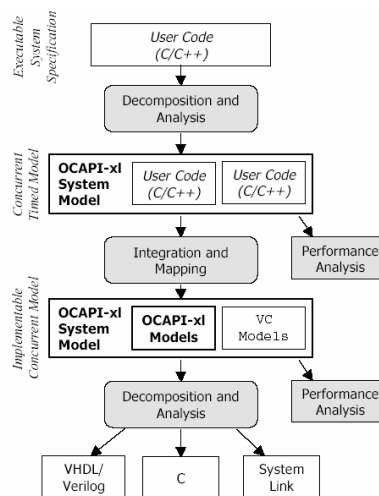 Executable
System
Specification
User Code
(C/C++)
Decomposition and
Analysis
Concurrent
Timed Model
OCAPI-xl
System
Model
User Code
(C/C++)
User Code
(C/C++)
Integration and
Mapping
Performance
Analysis
Implementable
Concurrent Model
OCAPI-xl
System
Model
OCAPI-xl
Models
VC
Models
Decomposition and
Analysis
Performance
Analysis
VHDL/
Verilog
C
System
Link